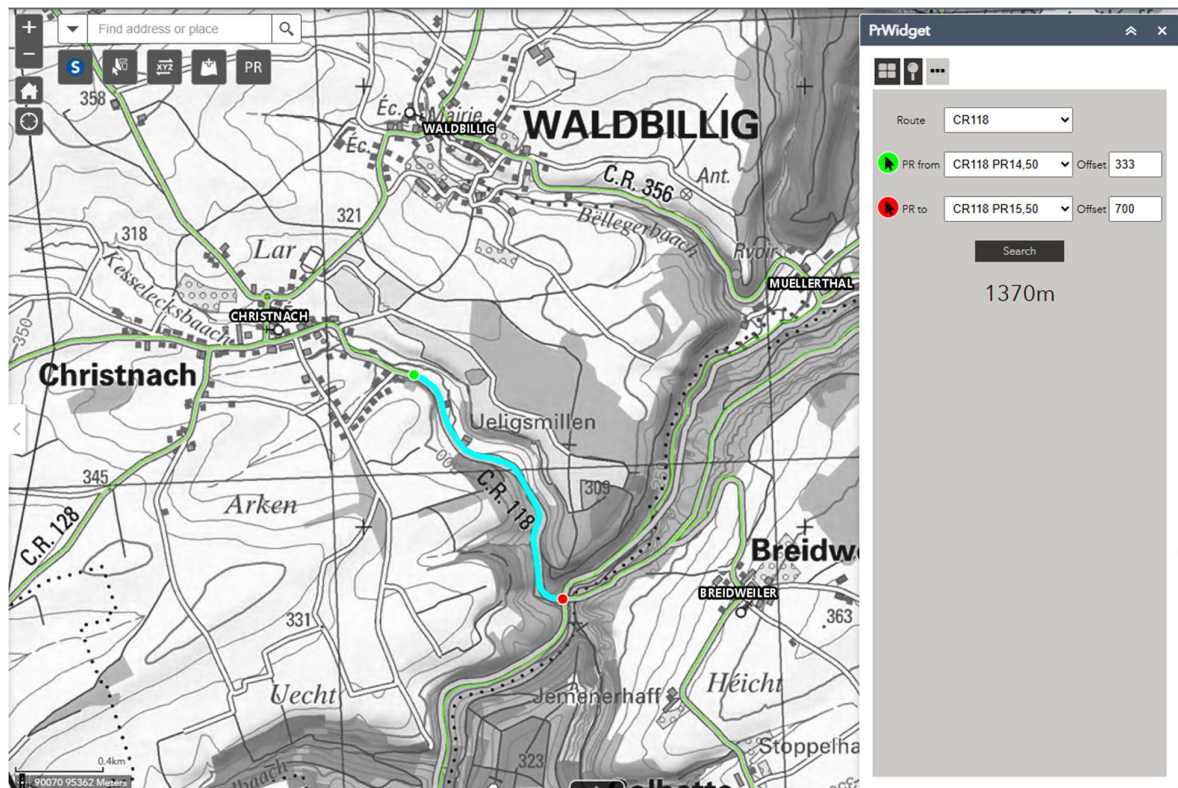 Find address or place
PrWidget
S
XYZ
PR
358
Éc.
Mairie
WALDBILLIG
WALDBILLIG
Éc.
C.R. 356
Ant.
321
Bëllegerbaach
318
Lar
Rvoir
Kesselecksbaach
MUELLERTHAL
350
CHRISTNACH
Christnach
Ueligsmillen
345
309
Arken
C.R. 118
C.R. 128
Breidwe
BREIDWEILER
331
363
Uecht
Jemenerhaff
Héicht
Stoppelha
323
0.4km
90070 95362 Meters
Route
CR118
PR from
CR118 PR14,50
Offset
333
PR to
CR118 PR15,50
Offset
700
Search
1370m